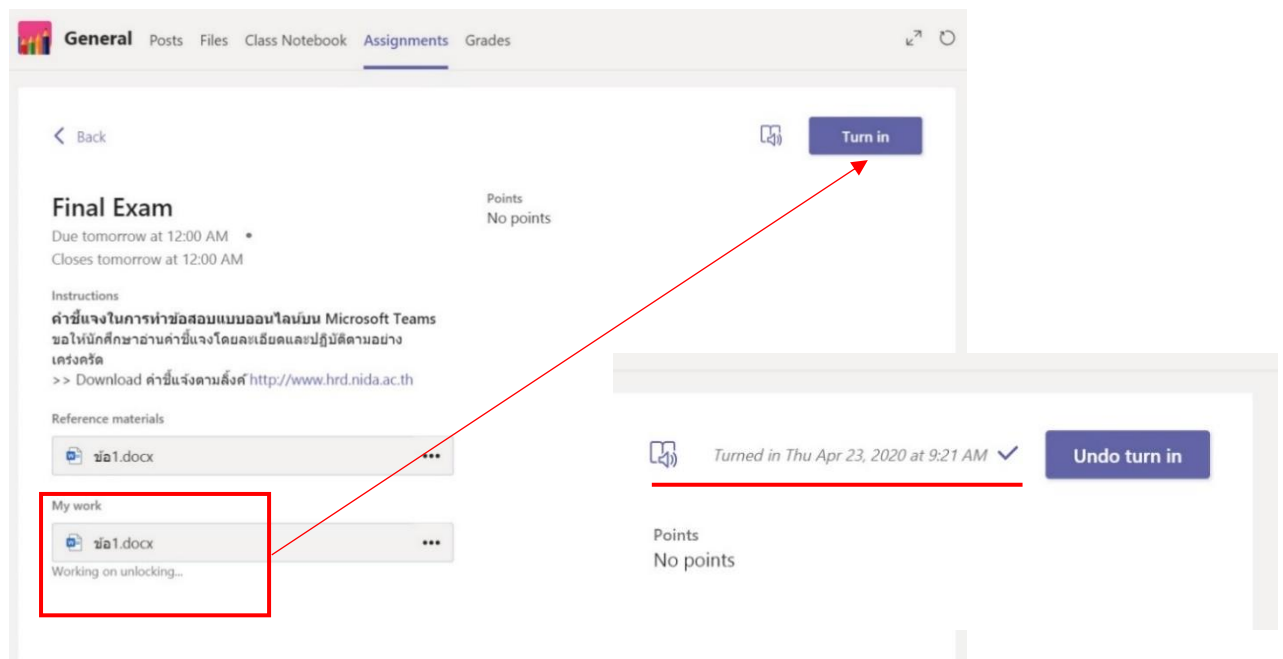 General Posts Files Class Notebook Assignments Grades
Back
Turn in
Final Exam
Due tomorrow at 12:00 AM •
Closes tomorrow at 12:00 AM
Points
No points
Instructions
คำชี้แจงในการทำข้อสอบแบบออนไลน์บน Microsoft Teams
ขอให้นักศึกษาอ่านคำชี้แจงโดยละเอียดและปฏิบัติตามอย่าง
เคร่งครัด
>> Download คำชี้แจ้งตามลิ้งค์ http://www.hrd.nida.ac.th
Reference materials
ข้อ1.docx
My work
ข้อ1.docx
Working on unlocking...
Turned in Thu Apr 23, 2020 at 9:21 AM
Undo turn in
Points
No points